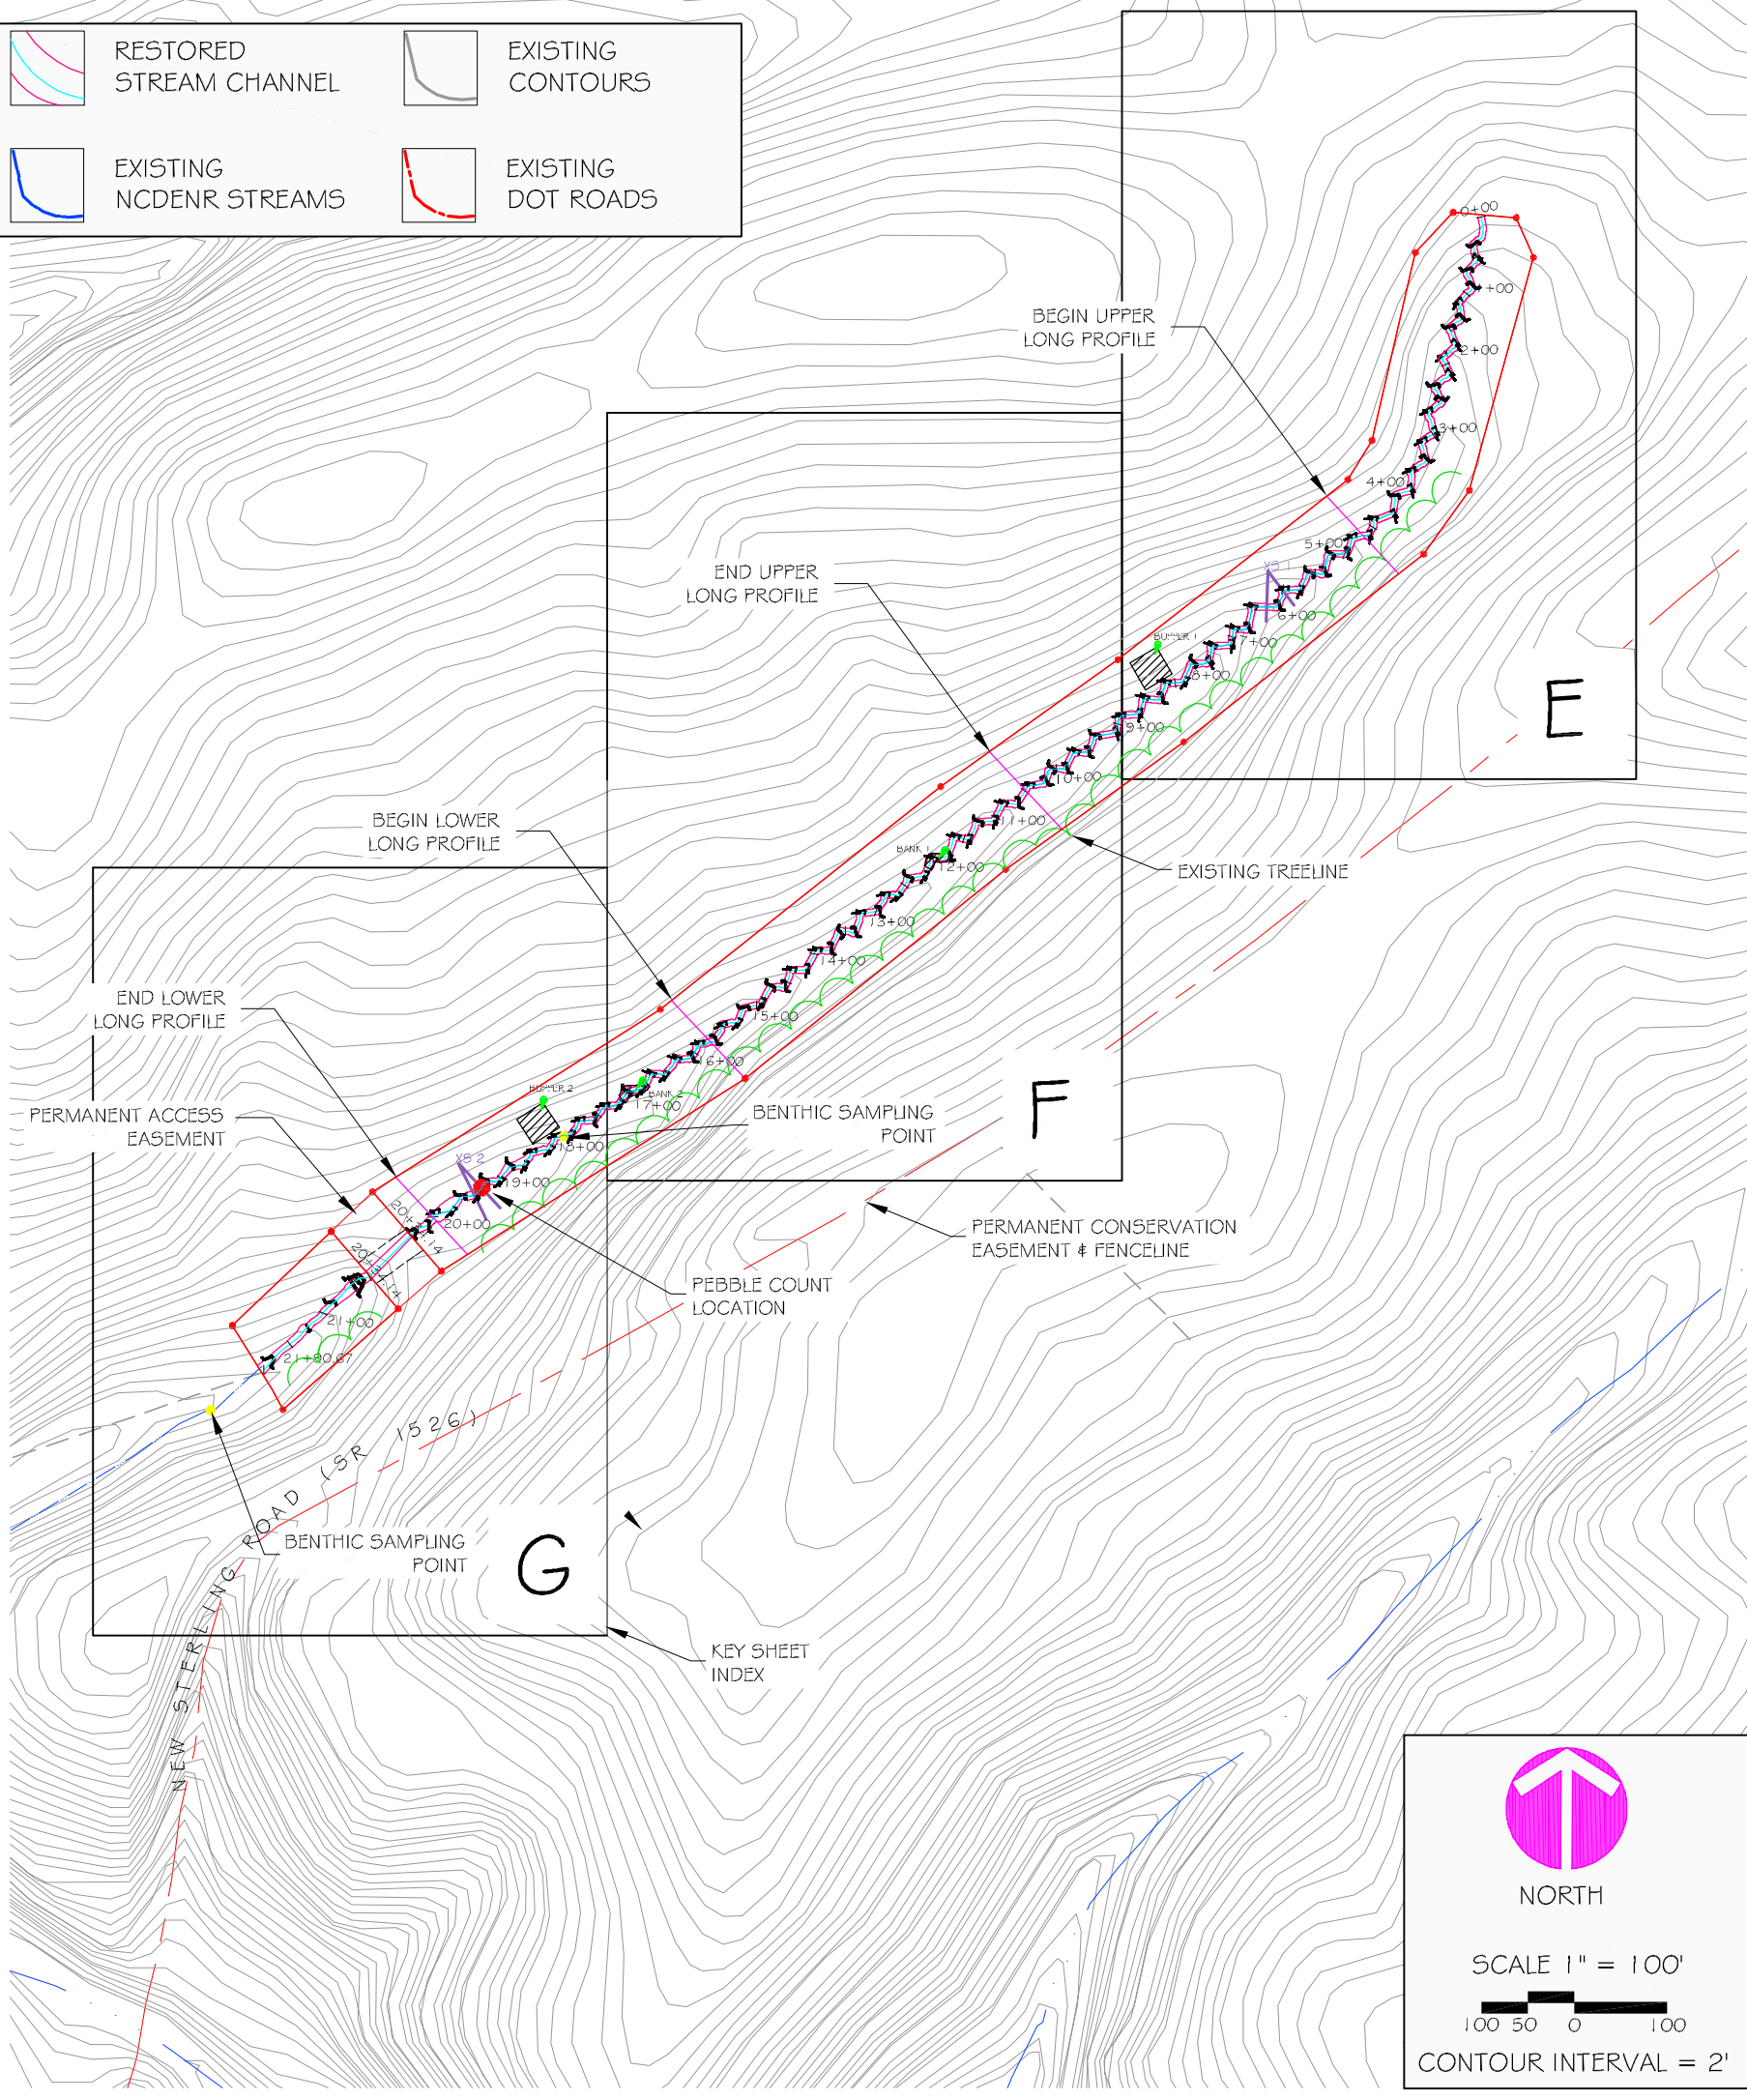 RESTORED
STREAM CHANNEL
EXISTING
CONTOURS
EXISTING
NCDENR STREAMS
EXISTING
DOT ROADS
0+00
1+00
BEGIN UPPER
LONG PROFILE
2+00
3+00
4+00
5+00
XS 1
END UPPER
LONG PROFILE
6+00
BUFFER 1
7+00
8+00
E
9+00
10+00
BEGIN LOWER
LONG PROFILE
11+00
BANK 1
12+00
EXISTING TREELINE
13+00
14+00
END LOWER
LONG PROFILE
15+00
16+00
BUFFER 2
BANK 2
17+00
F
PERMANENT ACCESS
EASEMENT
BENTHIC SAMPLING
POINT
18+00
XS 2
19+00
20+00
PERMANENT CONSERVATION
EASEMENT & FENCELINE
PEBBLE COUNT
LOCATION
21+00
21+80.67
NEW STERLING ROAD (SR 1526)
BENTHIC SAMPLING
POINT
G
KEY SHEET
INDEX
NORTH
SCALE 1" = 100'
100 50 0 100
CONTOUR INTERVAL = 2'